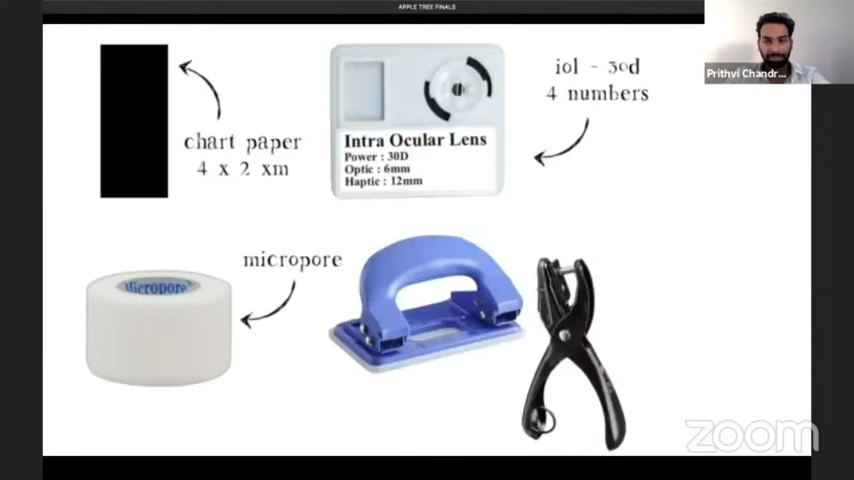 APPLE TREE FINALS
Prithvi Chandr...
chart paper
4 x 2 xm
Intra Ocular Lens
Power : 30D
Optic : 6mm
Haptic : 12mm
iol - 30d
4 numbers
micropore
Micropore
zoom